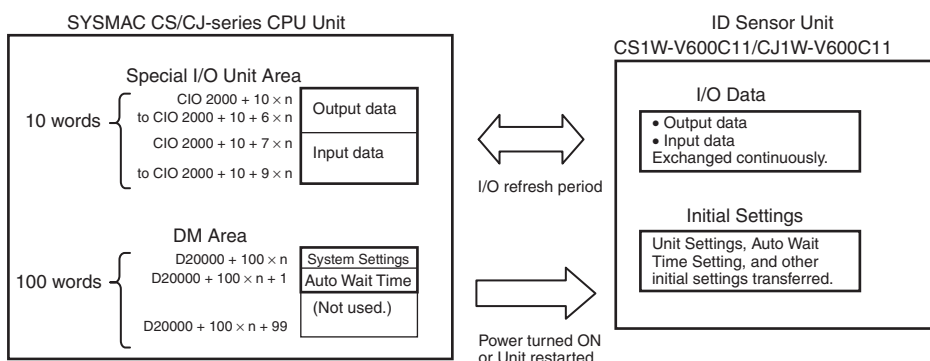 SYSMAC CS/CJ-series CPU Unit
Special I/O Unit Area
10 words
CIO 2000 + 10 × n
to CIO 2000 + 10 + 6 × n
CIO 2000 + 10 + 7 × n
to CIO 2000 + 10 + 9 × n
Output data
Input data
DM Area
100 words
D20000 + 100 × n
D20000 + 100 × n + 1
D20000 + 100 × n + 99
System Settings
Auto Wait Time
(Not used.)
I/O refresh period
Power turned ON
or Unit restarted
ID Sensor Unit
CS1W-V600C11/CJ1W-V600C11
I/O Data
• Output data
• Input data
Exchanged continuously.
Initial Settings
Unit Settings, Auto Wait
Time Setting, and other
initial settings transferred.